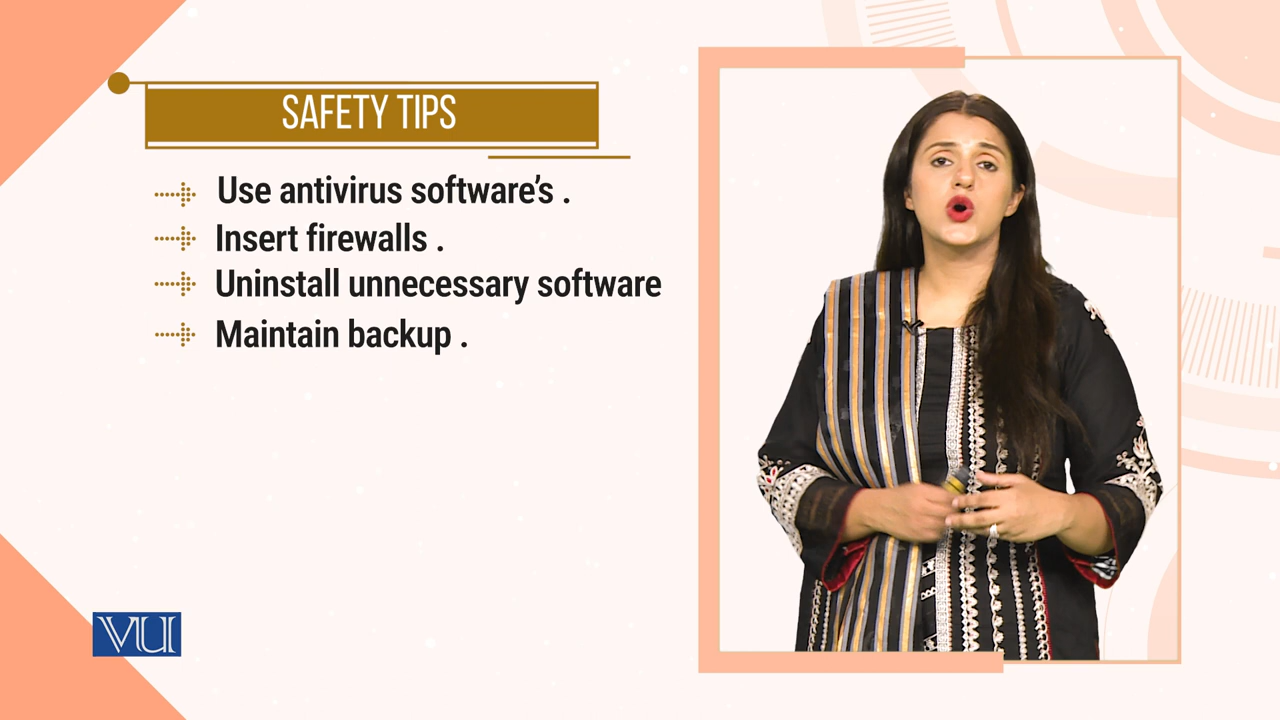 SAFETY TIPS
Use antivirus software’s .
Insert firewalls .
Uninstall unnecessary software
Maintain backup .
VU